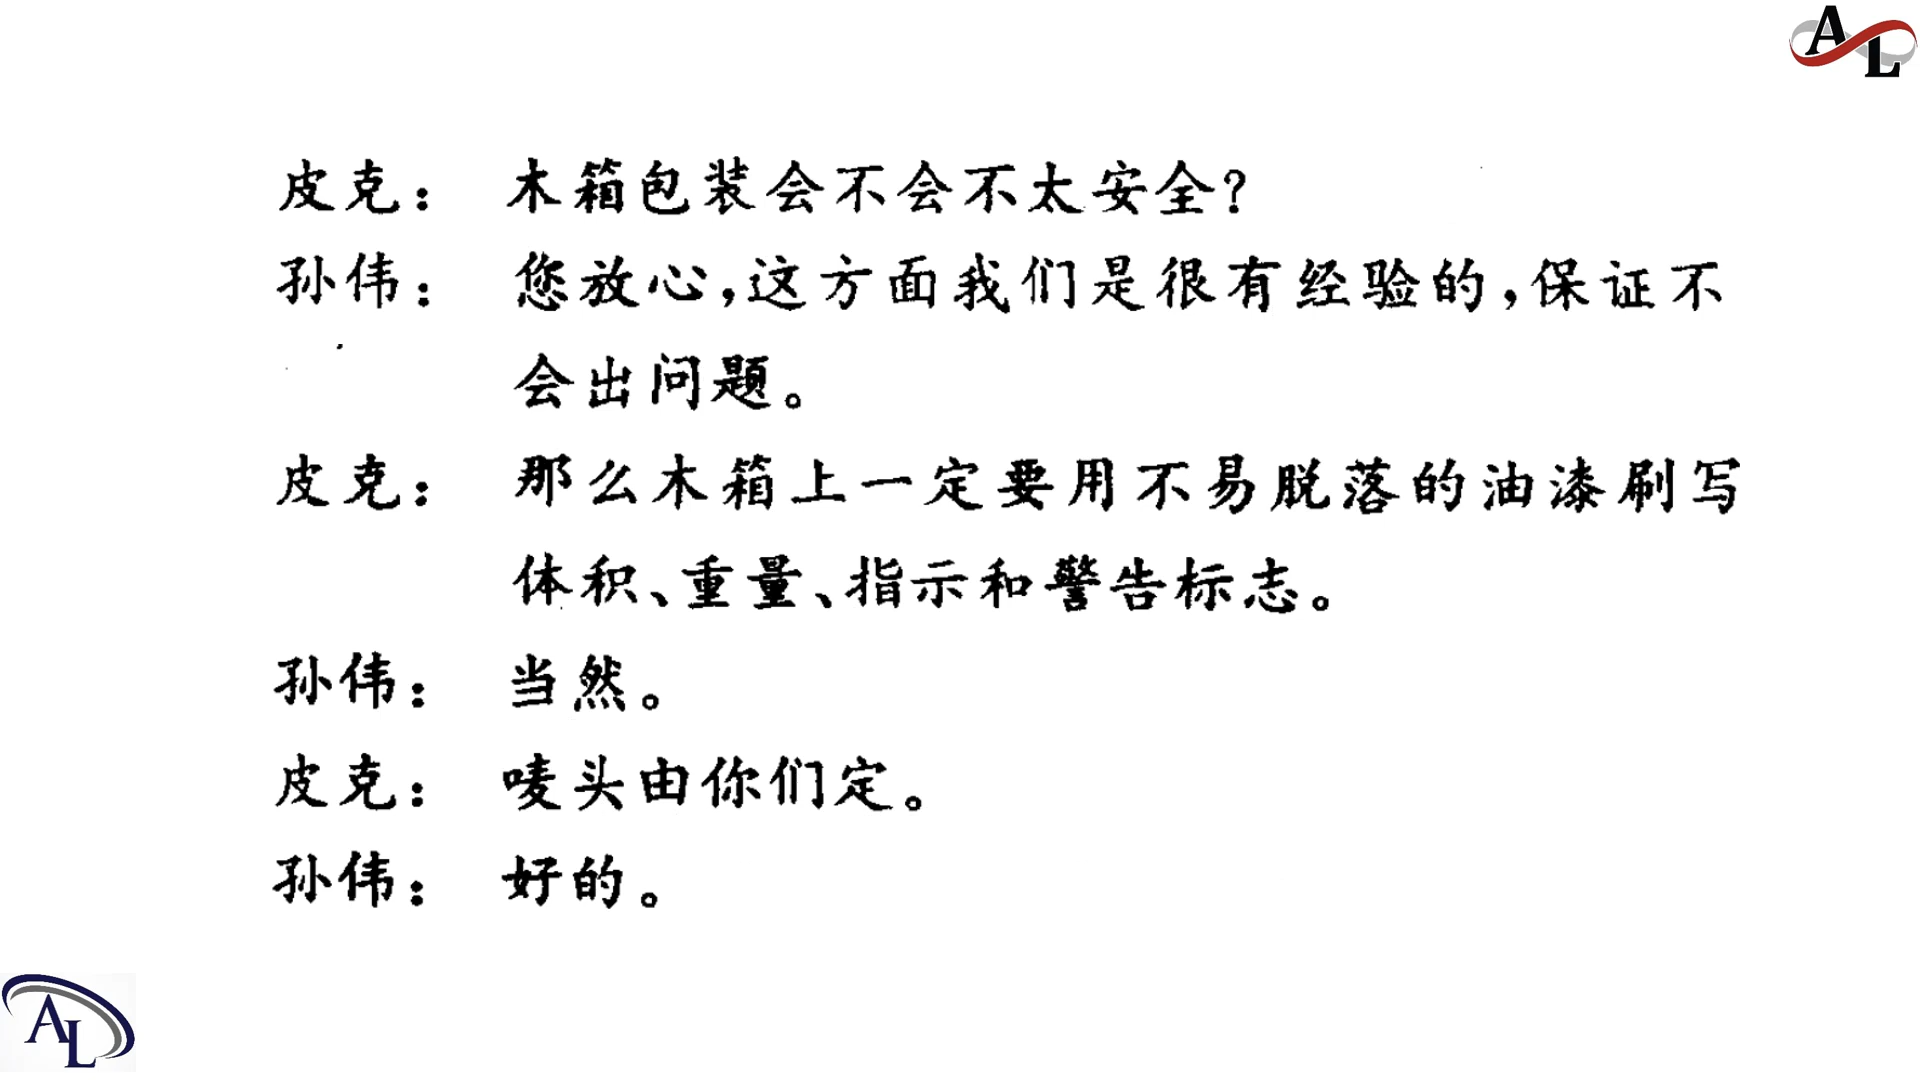 AL
皮克： 木箱包装会不会不太安全？
孙伟： 您放心，这方面我们是很有经验的，保证不
会出问题。
皮克： 那么木箱上一定要用不易脱落的油漆刷写
体积、重量、指示和警告标志。
孙伟： 当然。
皮克： 唛头由你们定。
孙伟： 好的。
AL